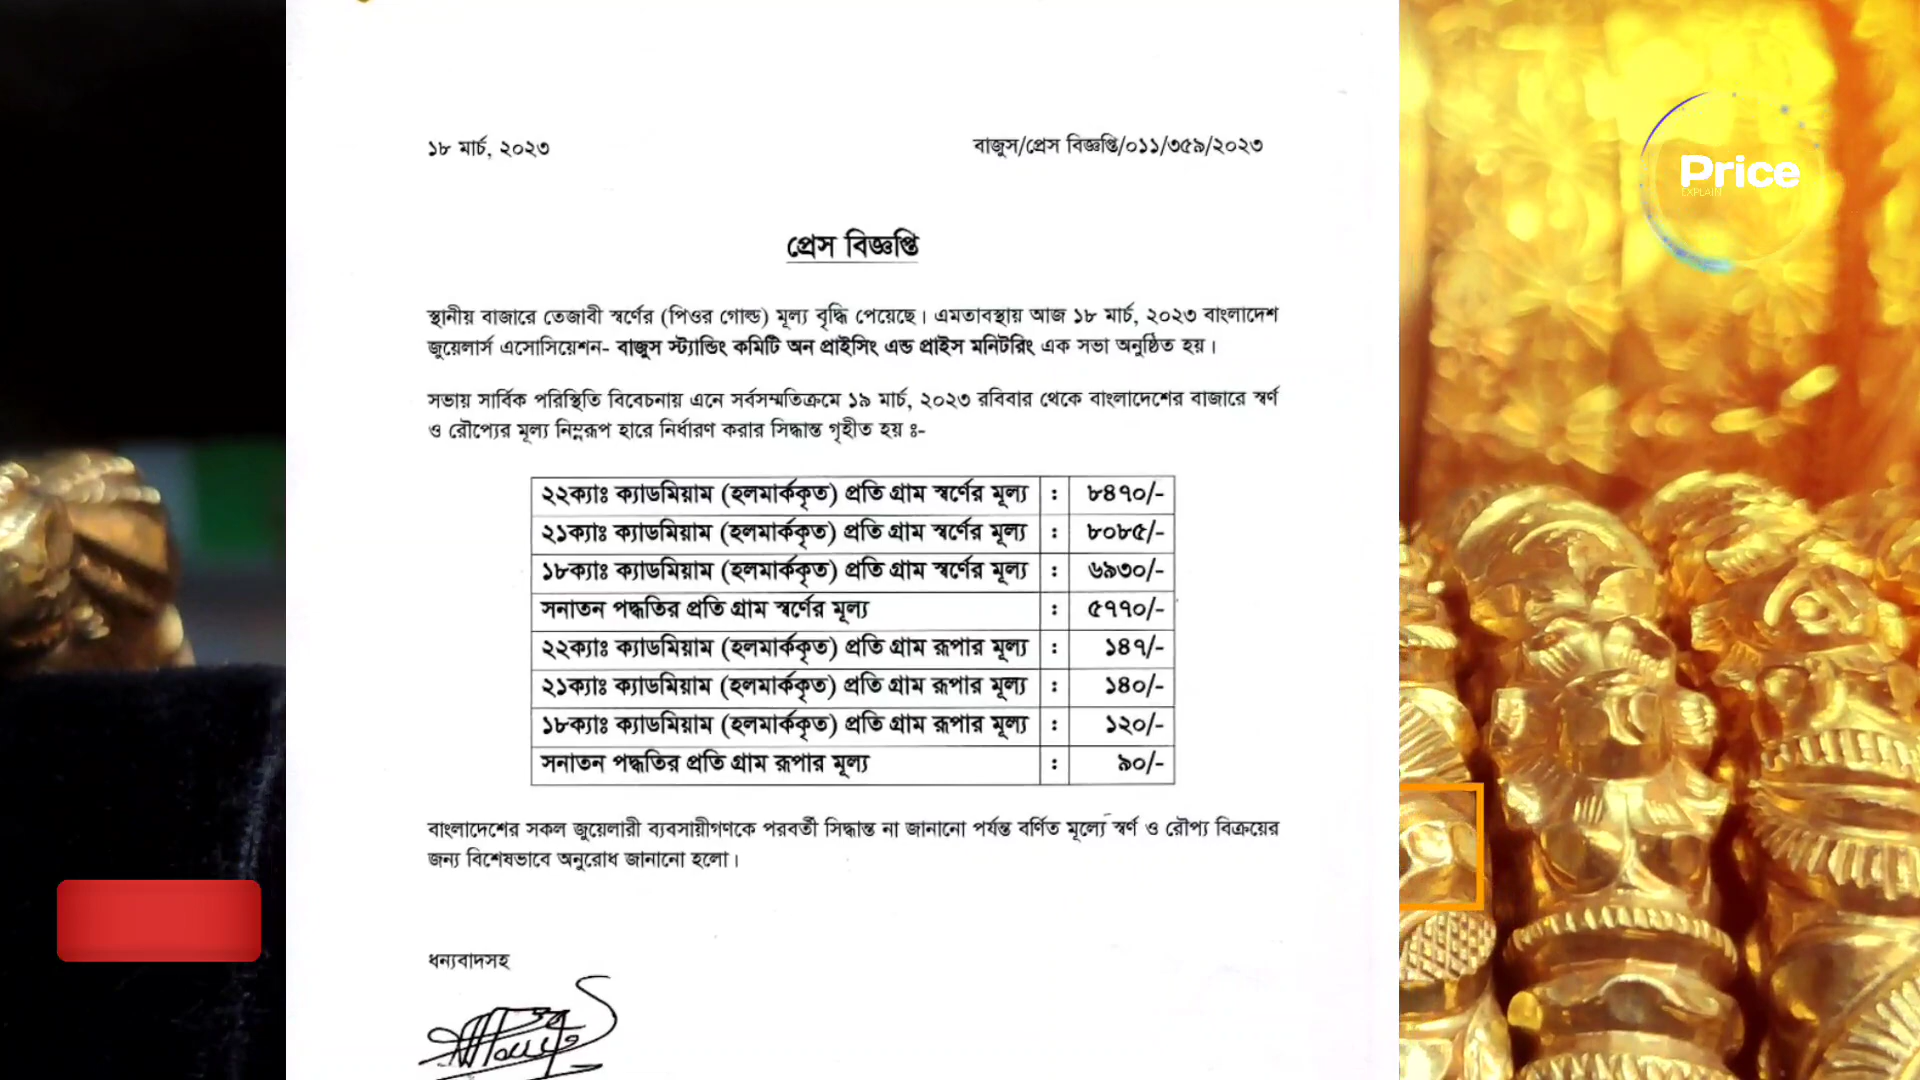 ১৮ মার্চ, ২০২৩
বাজুস/প্রেস বিজ্ঞপ্তি/০১১/৩৫৯/২০২৩
Price
EXPLAIN
প্রেস বিজ্ঞপ্তি
স্থানীয় বাজারে তেজাবী স্বর্ণের (পিওর গোল্ড) মূল্য বৃদ্ধি পেয়েছে। এমতাবস্থায় আজ ১৮ মার্চ, ২০২৩ বাংলাদেশ
জুয়েলার্স এসোসিয়েশন- বাজুস স্ট্যান্ডিং কমিটি অন প্রাইসিং এন্ড প্রাইস মনিটরিং এক সভা অনুষ্ঠিত হয়।
সভায় সার্বিক পরিস্থিতি বিবেচনায় এনে সর্বসম্মতিক্রমে ১৯ মার্চ, ২০২৩ রবিবার থেকে বাংলাদেশের বাজারে স্বর্ণ
ও রৌপ্যের মূল্য নিম্নরূপ হারে নির্ধারণ করার সিদ্ধান্ত গৃহীত হয় ঃ-
২২ক্যাঃ ক্যাডমিয়াম (হলমার্ককৃত) প্রতি গ্রাম স্বর্ণের মূল্য : ৮৪৭০/-
২১ক্যাঃ ক্যাডমিয়াম (হলমার্ককৃত) প্রতি গ্রাম স্বর্ণের মূল্য : ৮০৮৫/-
১৮ক্যাঃ ক্যাডমিয়াম (হলমার্ককৃত) প্রতি গ্রাম স্বর্ণের মূল্য : ৬৯৩০/-
সনাতন পদ্ধতির প্রতি গ্রাম স্বর্ণের মূল্য : ৫৭৭০/-
২২ক্যাঃ ক্যাডমিয়াম (হলমার্ককৃত) প্রতি গ্রাম রূপার মূল্য : ১৪৭/-
২১ক্যাঃ ক্যাডমিয়াম (হলমার্ককৃত) প্রতি গ্রাম রূপার মূল্য : ১৪০/-
১৮ক্যাঃ ক্যাডমিয়াম (হলমার্ককৃত) প্রতি গ্রাম রূপার মূল্য : ১২০/-
সনাতন পদ্ধতির প্রতি গ্রাম রূপার মূল্য : ৯০/-
বাংলাদেশের সকল জুয়েলারী ব্যবসায়ীগণকে পরবর্তী সিদ্ধান্ত না জানানো পর্যন্ত বর্ণিত মূল্যে স্বর্ণ ও রৌপ্য বিক্রয়ের
জন্য বিশেষভাবে অনুরোধ জানানো হলো।
ধন্যবাদসহ